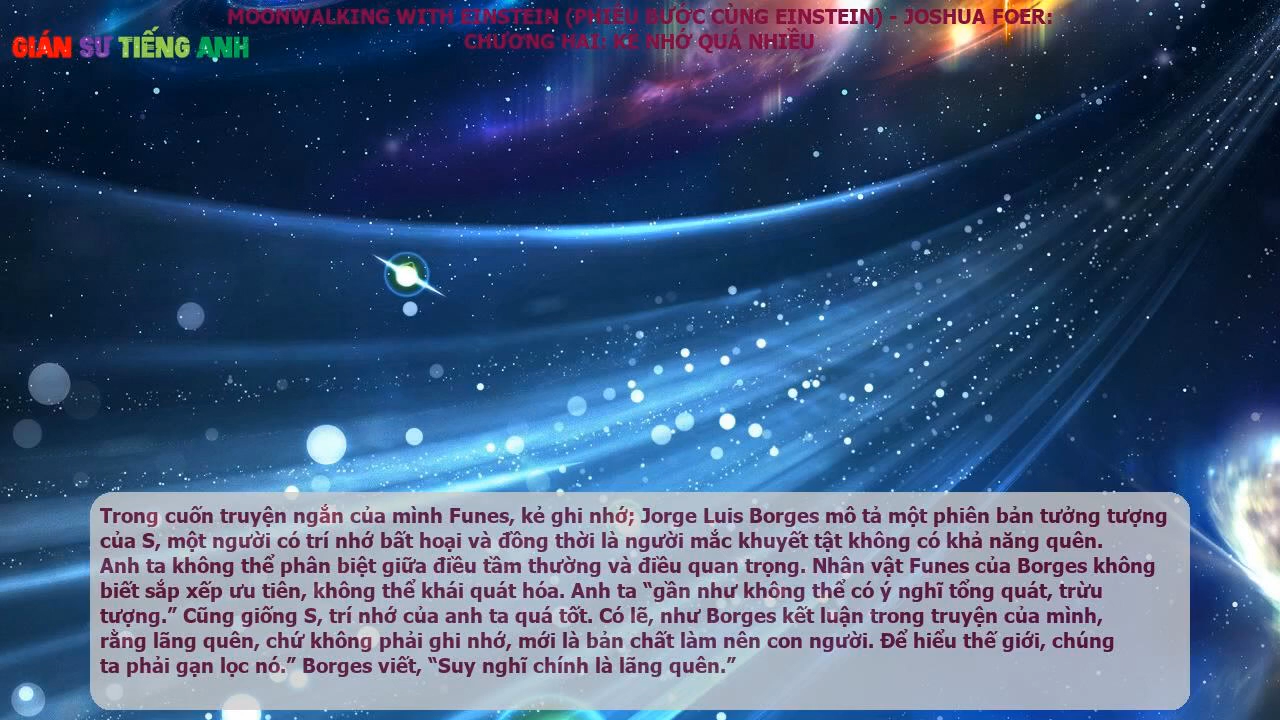 MOONWALKING WITH EINSTEIN (PHIÊU BƯỚC CÙNG EINSTEIN) - JOSHUA FOER:
CHƯƠNG HAI: KẺ NHỚ QUÁ NHIỀU
GIÁN SƯ TIẾNG ANH
Trong cuốn truyện ngắn của mình Funes, kẻ ghi nhớ; Jorge Luis Borges mô tả một phiên bản tưởng tượng
của S, một người có trí nhớ bất hoại và đồng thời là người mắc khuyết tật không có khả năng quên.
Anh ta không thể phân biệt giữa điều tầm thường và điều quan trọng. Nhân vật Funes của Borges không
biết sắp xếp ưu tiên, không thể khái quát hóa. Anh ta “gần như không thể có ý nghĩ tổng quát, trừu
tượng.” Cũng giống S, trí nhớ của anh ta quá tốt. Có lẽ, như Borges kết luận trong truyện của mình,
rằng lãng quên, chứ không phải ghi nhớ, mới là bản chất làm nên con người. Để hiểu thế giới, chúng
ta phải gạn lọc nó.” Borges viết, “Suy nghĩ chính là lãng quên.”